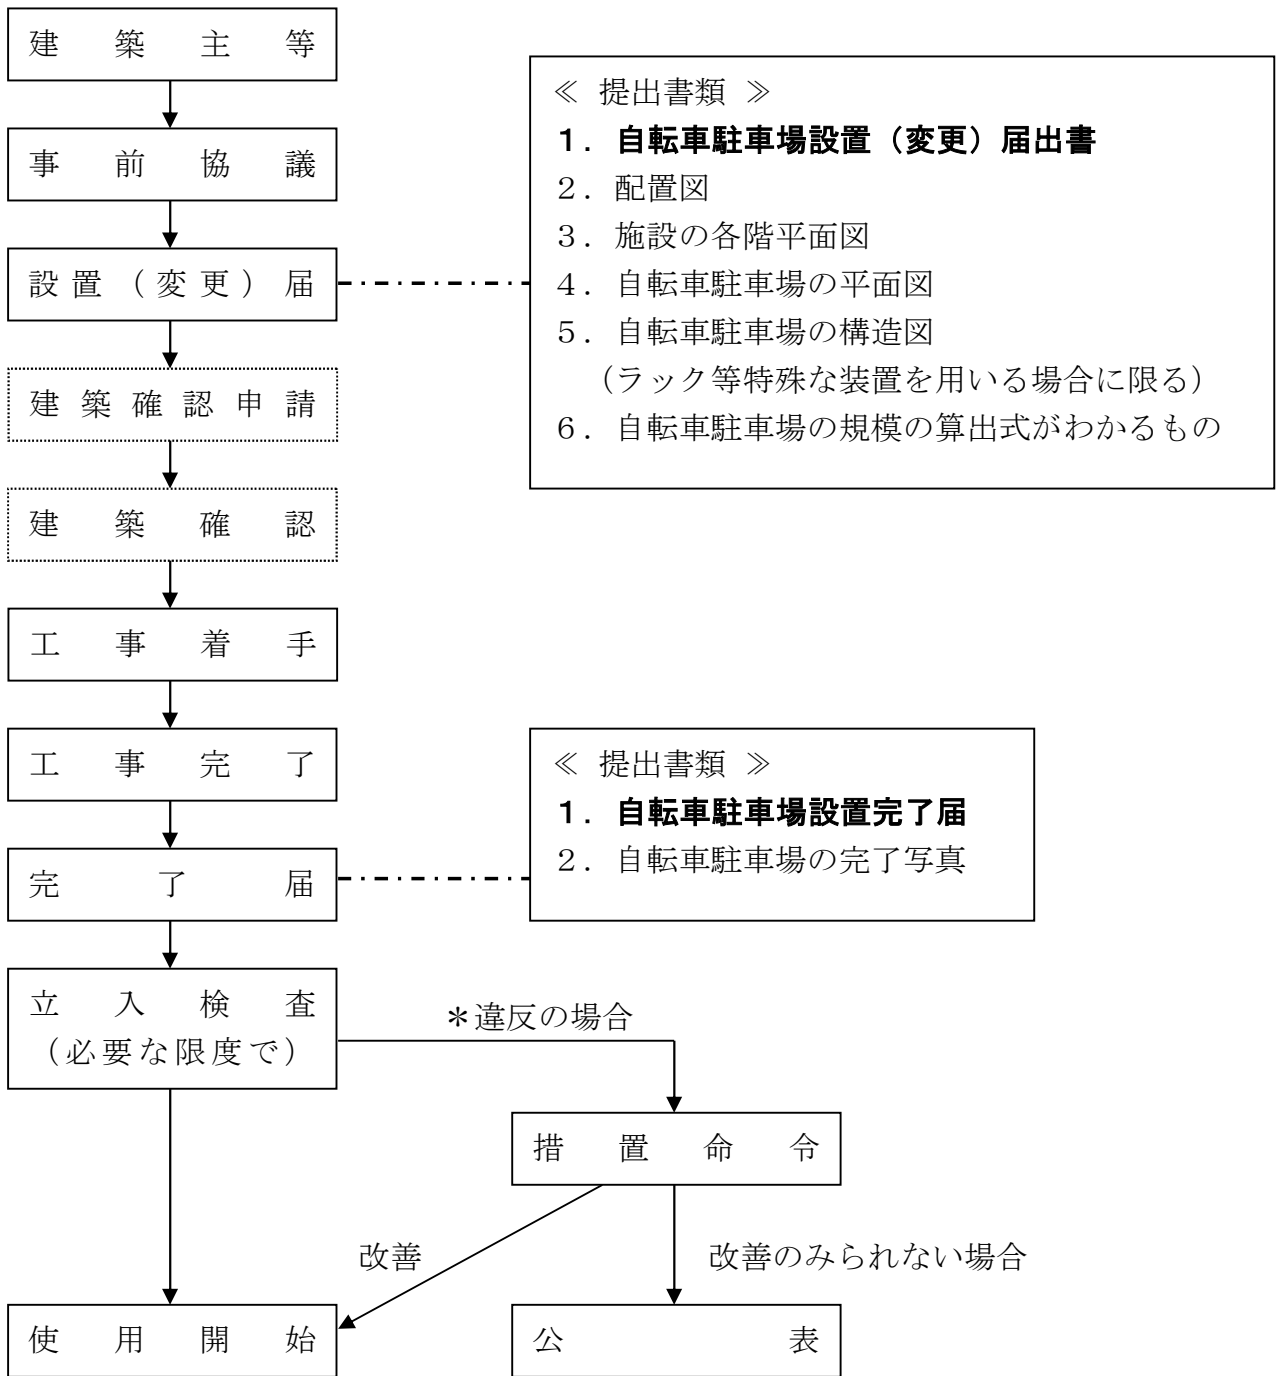 建築主等
事前協議
設置（変更）届
建築確認申請
建築確認
工事着手
工事完了
完了届
立入検査
（必要な限度で）
使用開始
≪ 提出書類 ≫
１．自転車駐車場設置（変更）届出書
２．配置図
３．施設の各階平面図
４．自転車駐車場の平面図
５．自転車駐車場の構造図
（ラック等特殊な装置を用いる場合に限る）
６．自転車駐車場の規模の算出式がわかるもの
≪ 提出書類 ≫
１．自転車駐車場設置完了届
２．自転車駐車場の完了写真
＊違反の場合
措置命令
改善
改善のみられない場合
公表